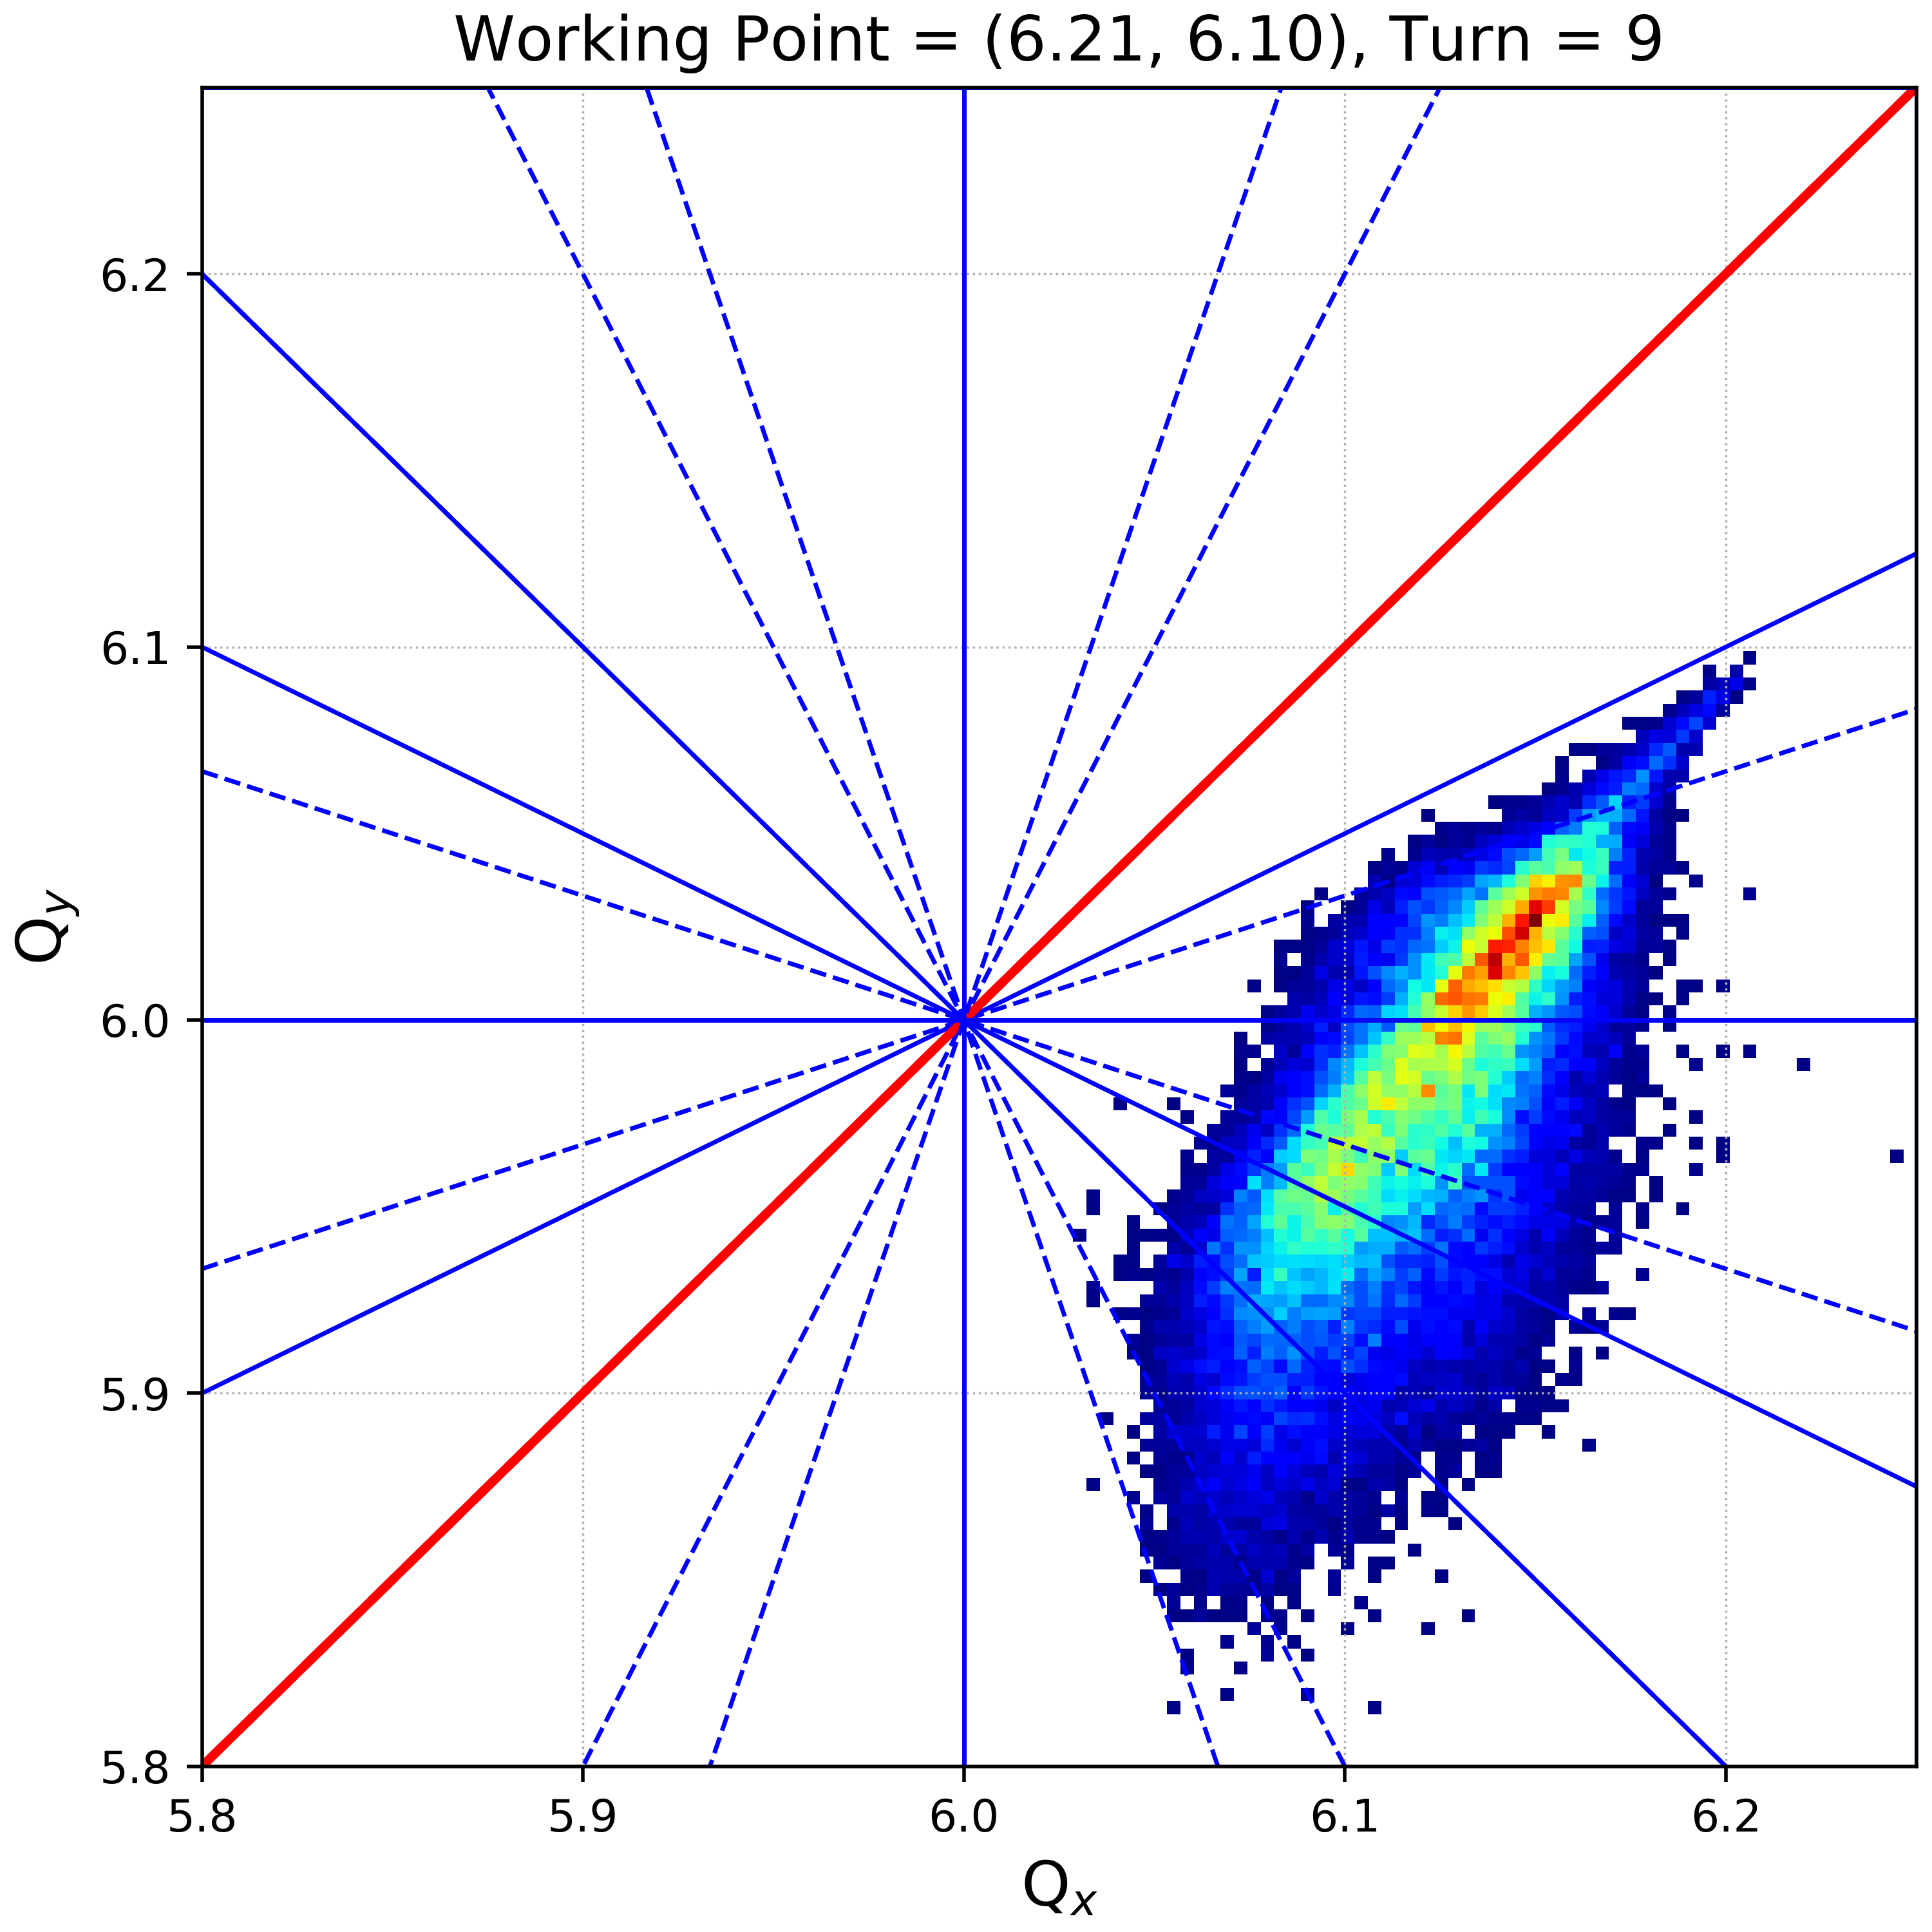 Working Point = (6.21, 6.10), Turn = 9
6.2
6.1
6.0
5.9
5.8
Qy
5.8 5.9 6.0 6.1 6.2
Qx